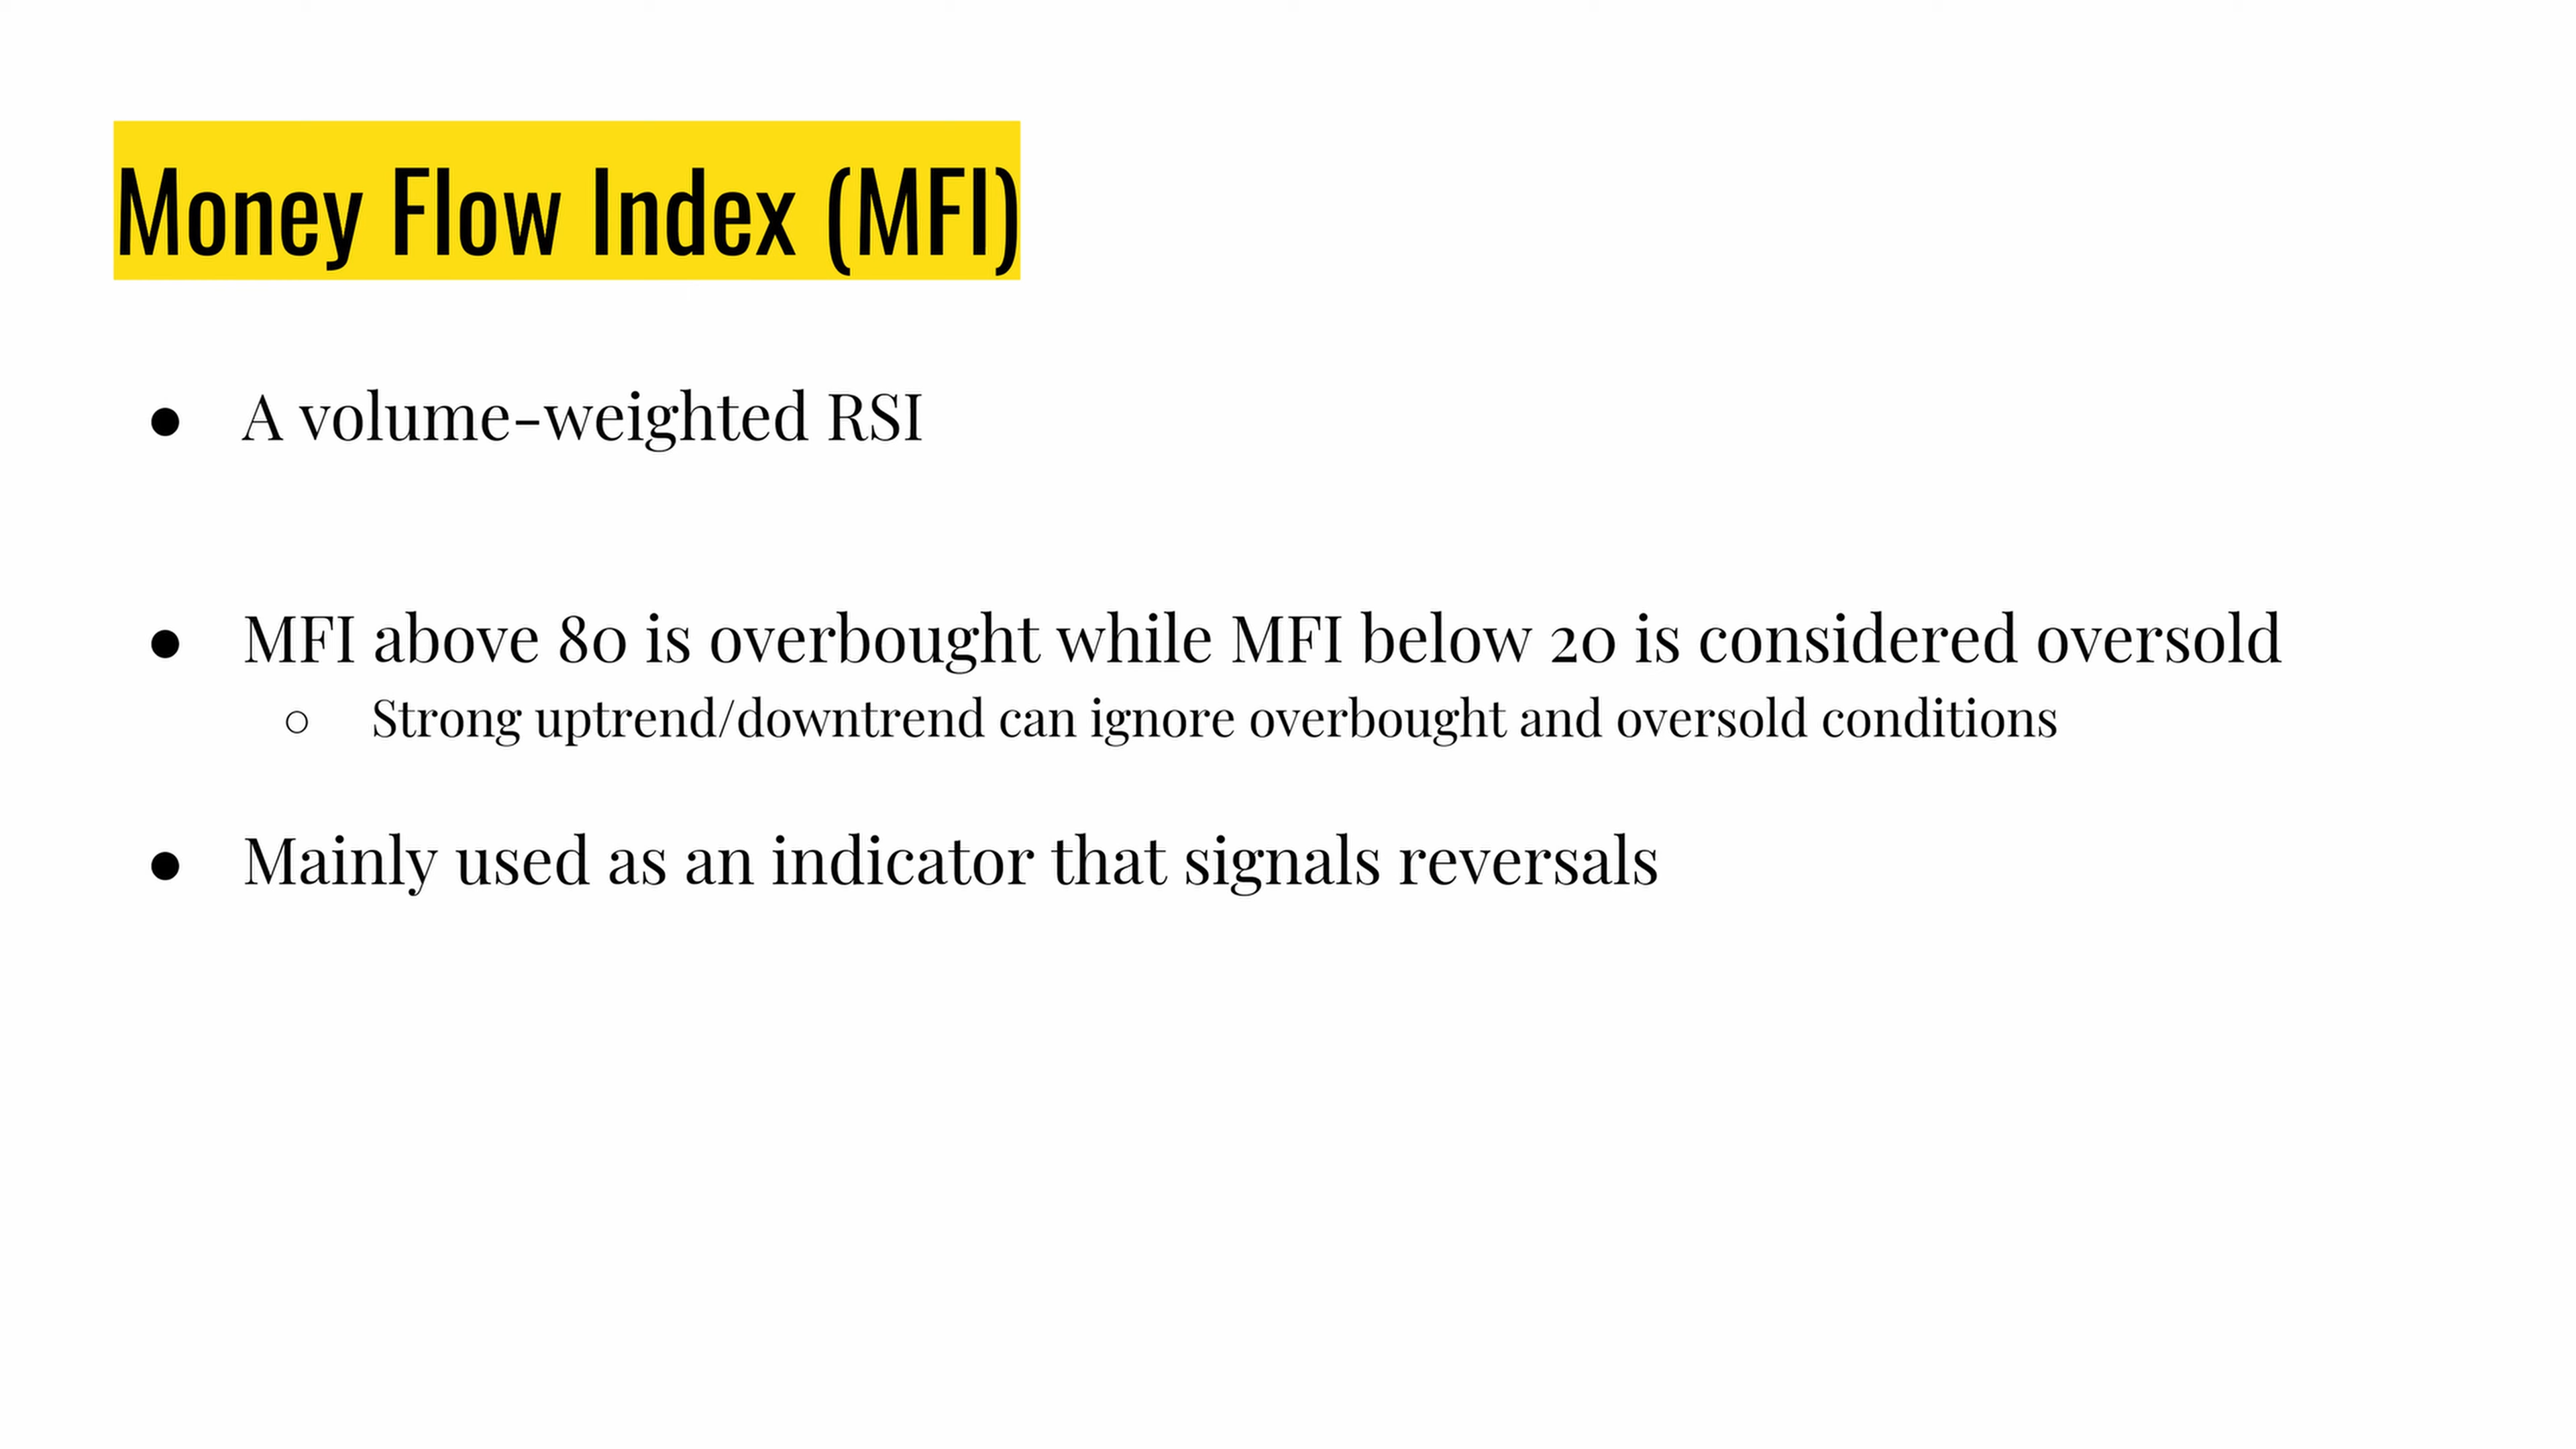 Money Flow Index (MFI)
● A volume-weighted RSI
● MFI above 80 is overbought while MFI below 20 is considered oversold
○ Strong uptrend/downtrend can ignore overbought and oversold conditions
● Mainly used as an indicator that signals reversals